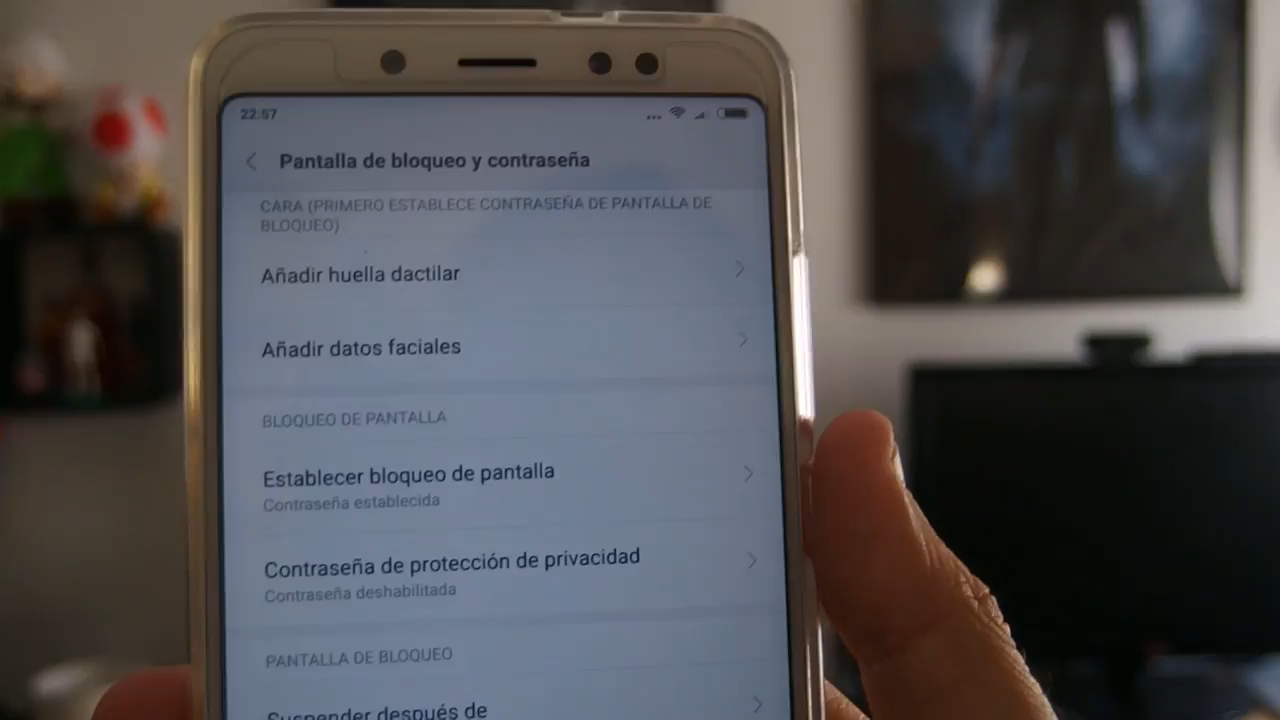 22:57
Pantalla de bloqueo y contraseña
CARA (PRIMERO ESTABLECE CONTRASEÑA DE PANTALLA DE
BLOQUEO)
Añadir huella dactilar
Añadir datos faciales
BLOQUEO DE PANTALLA
Establecer bloqueo de pantalla
Contraseña establecida
Contraseña de protección de privacidad
Contraseña deshabilitada
PANTALLA DE BLOQUEO
Suspender después de